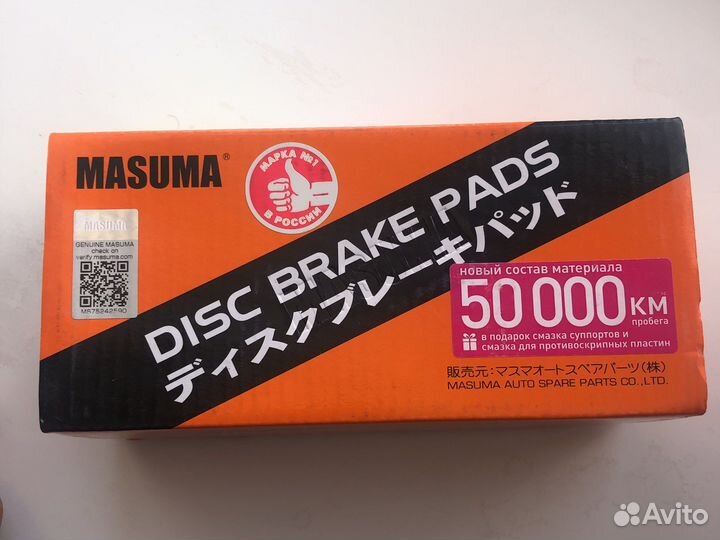 MASUMA®
МАРКА №1
В РОССИИ
MASUMA
GENUINE MASUMA
check on
verify.masuma.com
MS75242590
DISC BRAKE PADS
ディスクブレーキパッド
новый состав материала
50 000 КМ
пробега
в подарок смазка суппортов и
смазка для противоскрипных пластин
販売元:マスマオートスペアパーツ(株)
MASUMA AUTO SPARE PARTS CO.,LTD.
Avito